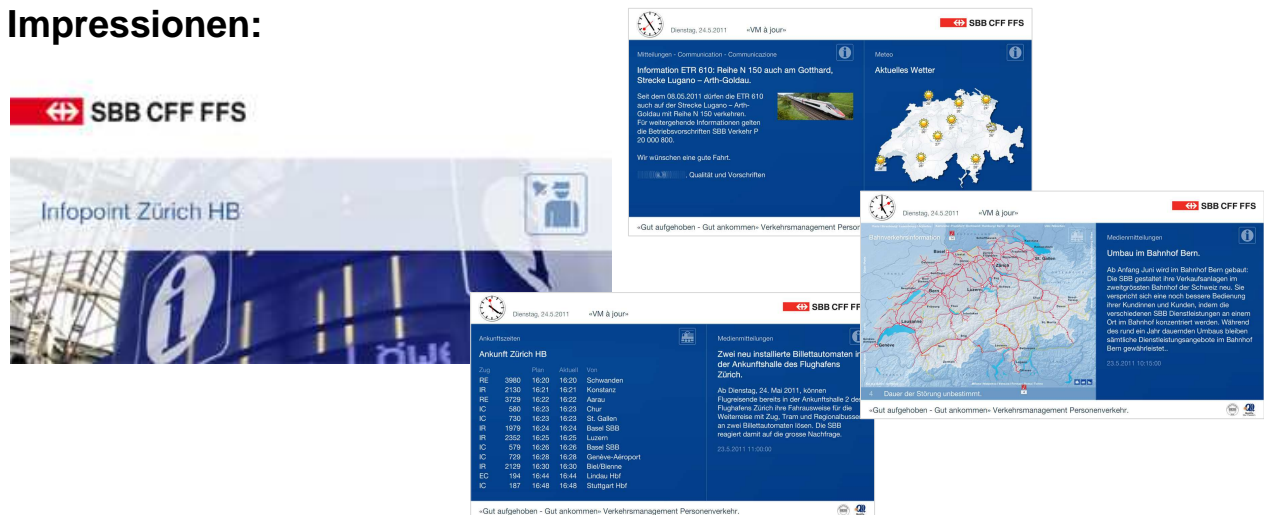 Impressionen:
SBB CFF FFS
Infopoint Zürich HB
Dienstag, 24.5.2011 «VM à jour»
SBB CFF FFS
Mitteilungen - Communication - Communicazione
Information ETR 610: Reihe N 150 auch am Gotthard,
Strecke Lugano – Arth-Goldau.
Seit dem 08.05.2011 dürfen die ETR 610
auch auf der Strecke Lugano – Arth-
Goldau mit Reihe N 150 verkehren.
Für weitergehende Informationen gelten
die Betriebsvorschriften SBB Verkehr P
20 000 800.
Wir wünschen eine gute Fahrt.
, Qualität und Vorschriften
Meteo
Aktuelles Wetter
«Gut aufgehoben - Gut ankommen» Verkehrsmanagement Person
Dienstag, 24.5.2011 «VM à jour»
SBB CFF FFS
Bahnverkehrsinformation
Basel
Zürich
St. Gallen
Bern
Luzern
Lausanne
Genève
Dauer der Störung unbestimmt.
Medienmitteilungen
Umbau im Bahnhof Bern.
Ab Anfang Juni wird im Bahnhof Bern gebaut:
Die SBB gestaltet ihre Verkaufsanlagen im
zweitgrössten Bahnhof der Schweiz neu. Sie
verspricht sich eine noch bessere Bedienung
ihrer Kundinnen und Kunden, indem die
verschiedenen SBB Dienstleistungen an einem
Ort im Bahnhof konzentriert werden. Während
des rund ein Jahr dauernden Umbaus bleiben
sämtliche Dienstleistungsangebote im Bahnhof
Bern gewährleistet..
23.5.2011 10:15:00
«Gut aufgehoben - Gut ankommen» Verkehrsmanagement Personenverkehr.
Dienstag, 24.5.2011 «VM à jour»
SBB CFF FF
Ankunftszeiten
Ankunft Zürich HB
Zug Plan Aktuell Von
RE 3980 16:20 16:20 Schwanden
IR 2130 16:21 16:21 Konstanz
RE 3729 16:22 16:22 Aarau
IC 580 16:23 16:23 Chur
IC 730 16:23 16:23 St. Gallen
IR 1979 16:24 16:24 Basel SBB
IR 2352 16:25 16:25 Luzern
IC 579 16:26 16:26 Basel SBB
IC 729 16:28 16:28 Genève-Aéroport
IR 2129 16:30 16:30 Biel/Bienne
EC 194 16:44 16:44 Lindau Hbf
IC 187 16:48 16:48 Stuttgart Hbf
Medienmitteilungen
Zwei neu installierte Billettautomaten in
der Ankunftshalle des Flughafens
Zürich.
Ab Dienstag, 24. Mai 2011, können
Flugreisende bereits in der Ankunftshalle 2 des
Flughafens Zürich ihre Fahrausweise für die
Weiterreise mit Zug, Tram und Regionalbussen
an zwei Billettautomaten lösen. Die SBB
reagiert damit auf die grosse Nachfrage.
23.5.2011 11:00:00
«Gut aufgehoben - Gut ankommen» Verkehrsmanagement Personenverkehr.